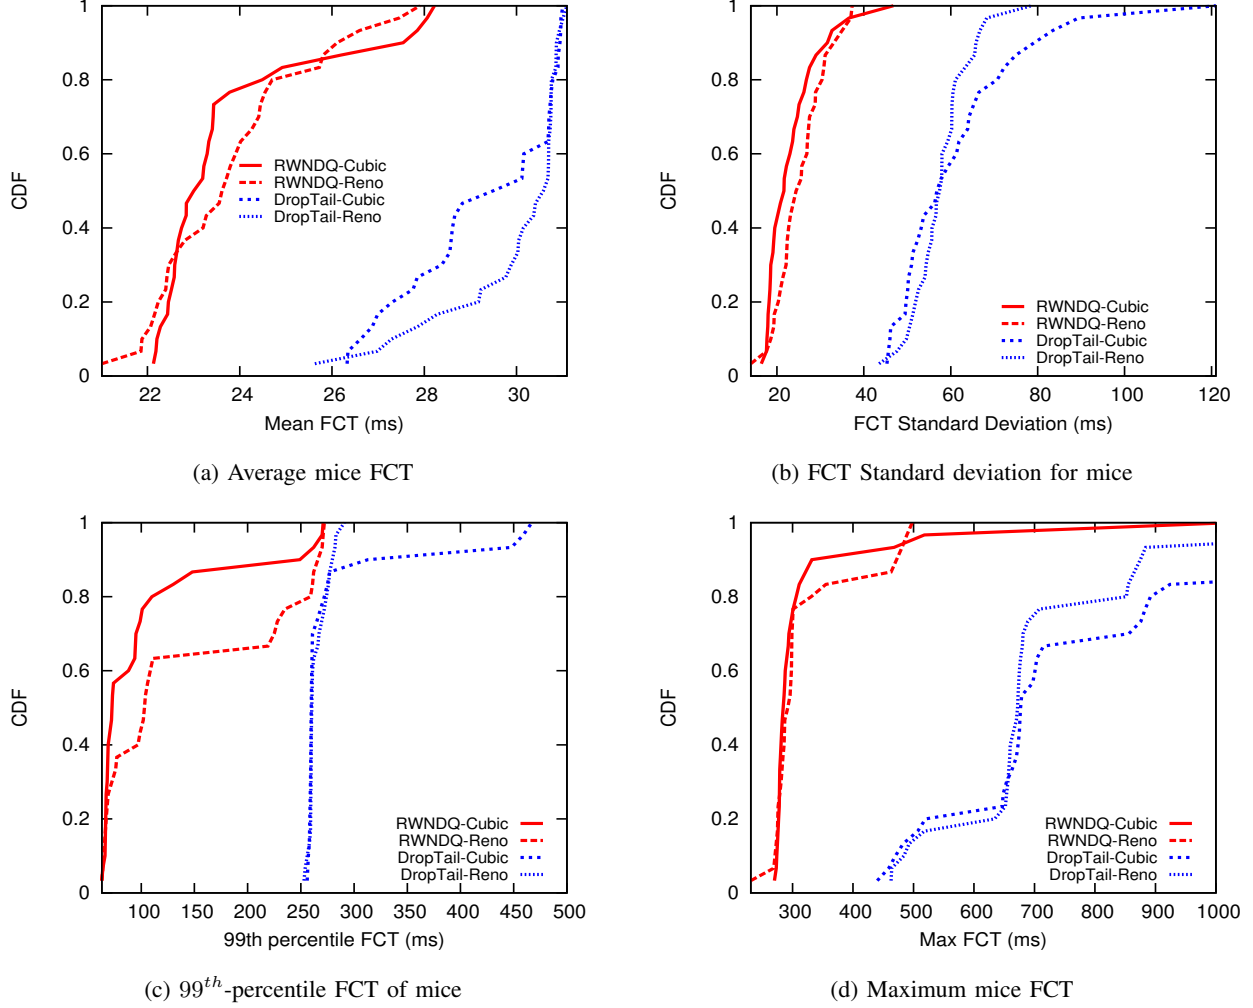 1
0.8
0.6
0.4
0.2
0
CDF
RWNDQ-Cubic
RWNDQ-Reno
DropTail-Cubic
DropTail-Reno
22 24 26 28 30
Mean FCT (ms)
(a) Average mice FCT
1
0.8
0.6
0.4
0.2
0
CDF
RWNDQ-Cubic
RWNDQ-Reno
DropTail-Cubic
DropTail-Reno
20 40 60 80 100 120
FCT Standard Deviation (ms)
(b) FCT Standard deviation for mice
1
0.8
0.6
0.4
0.2
0
CDF
RWNDQ-Cubic
RWNDQ-Reno
DropTail-Cubic
DropTail-Reno
100 150 200 250 300 350 400 450 500
99th percentile FCT (ms)
(c) 99th-percentile FCT of mice
1
0.8
0.6
0.4
0.2
0
CDF
RWNDQ-Cubic
RWNDQ-Reno
DropTail-Cubic
DropTail-Reno
300 400 500 600 700 800 900 1000
Max FCT (ms)
(d) Maximum mice FCT